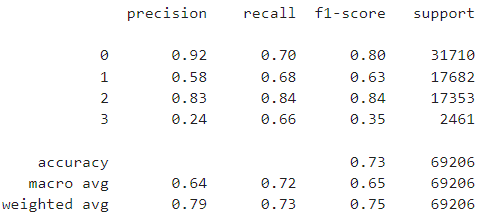 precision recall f1-score support
0 0.92 0.70 0.80 31710
1 0.58 0.68 0.63 17682
2 0.83 0.84 0.84 17353
3 0.24 0.66 0.35 2461
accuracy 0.73 69206
macro avg 0.64 0.72 0.65 69206
weighted avg 0.79 0.73 0.75 69206